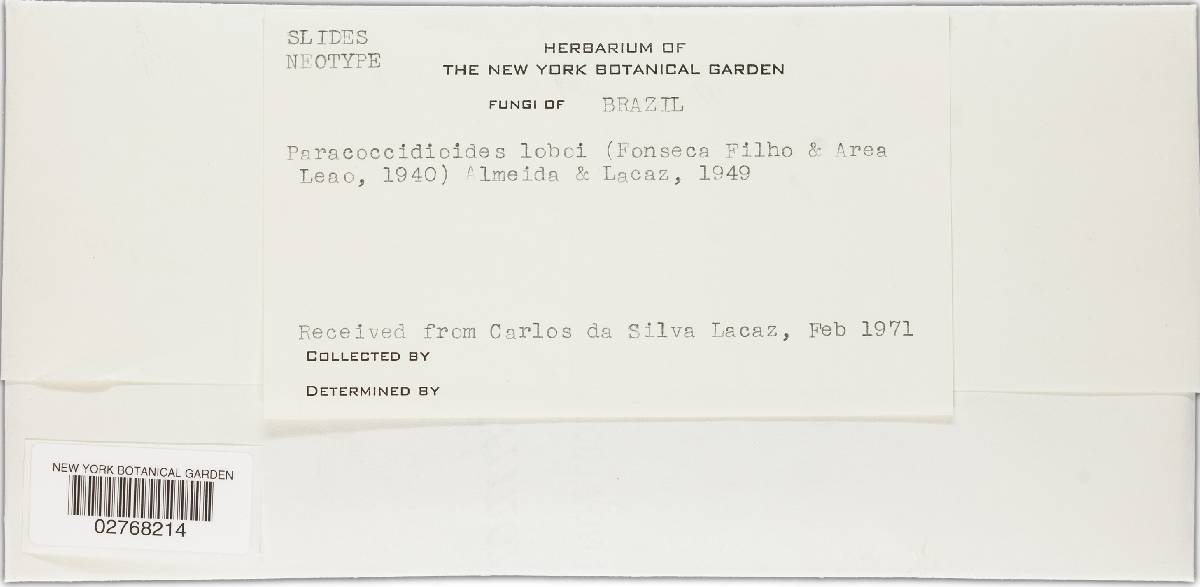 SLIDES
NEOTYPE
HERBARIUM OF
THE NEW YORK BOTANICAL GARDEN
FUNGI OF BRAZIL
Paracoccidioides loboi (Fonseca Filho & Area
Leao, 1940) Almeida & Lacaz, 1949
Received from Carlos da Silva Lacaz, Feb 1971
COLLECTED BY
DETERMINED BY
NEW YORK BOTANICAL GARDEN
02768214